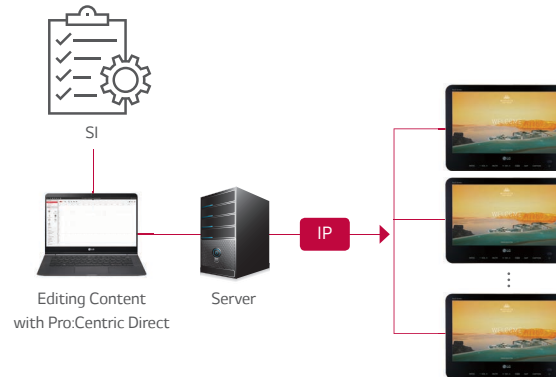 SI
IP
Editing Content
with Pro:Centric Direct
Server